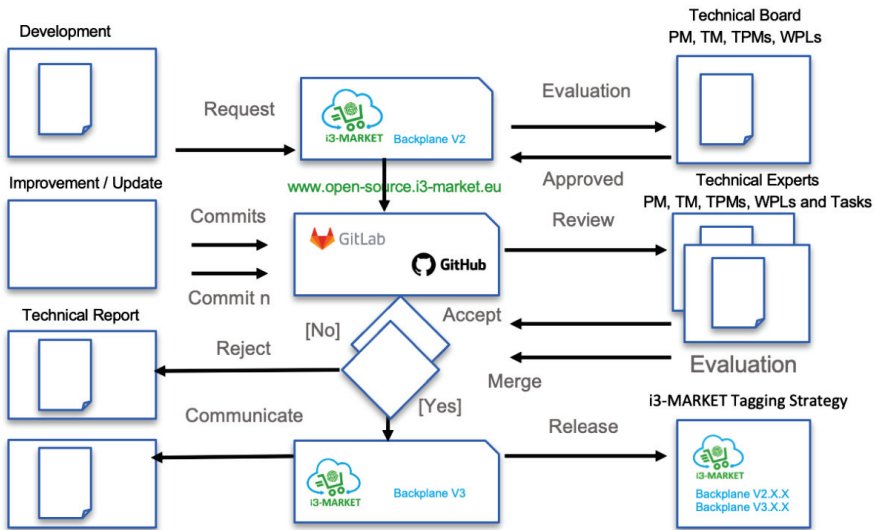 Development
Technical Board
PM, TM, TPMs, WPLs
Request
i3-MARKET
Backplane V2
Evaluation
Approved
Improvement / Update
www.open-source.i3-market.eu
Technical Experts
PM, TM, TPMs, WPLs and Tasks
Commits
GitLab
GitHub
Review
Commit n
Technical Report
[No]
Accept
Reject
Merge
Evaluation
[Yes]
i3-MARKET Tagging Strategy
Communicate
Release
i3-MARKET
Backplane V3
i3-MARKET
Backplane V2.X.X
Backplane V3.X.X